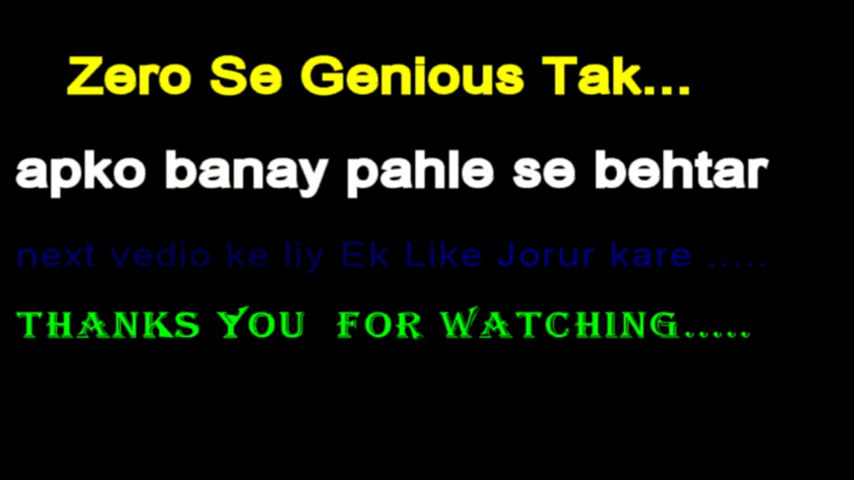 Zero Se Genious Tak...
apko banay pahle se behtar
next vedio ke liy Ek Like Jorur kare .....
THANKS YOU FOR WATCHING.....